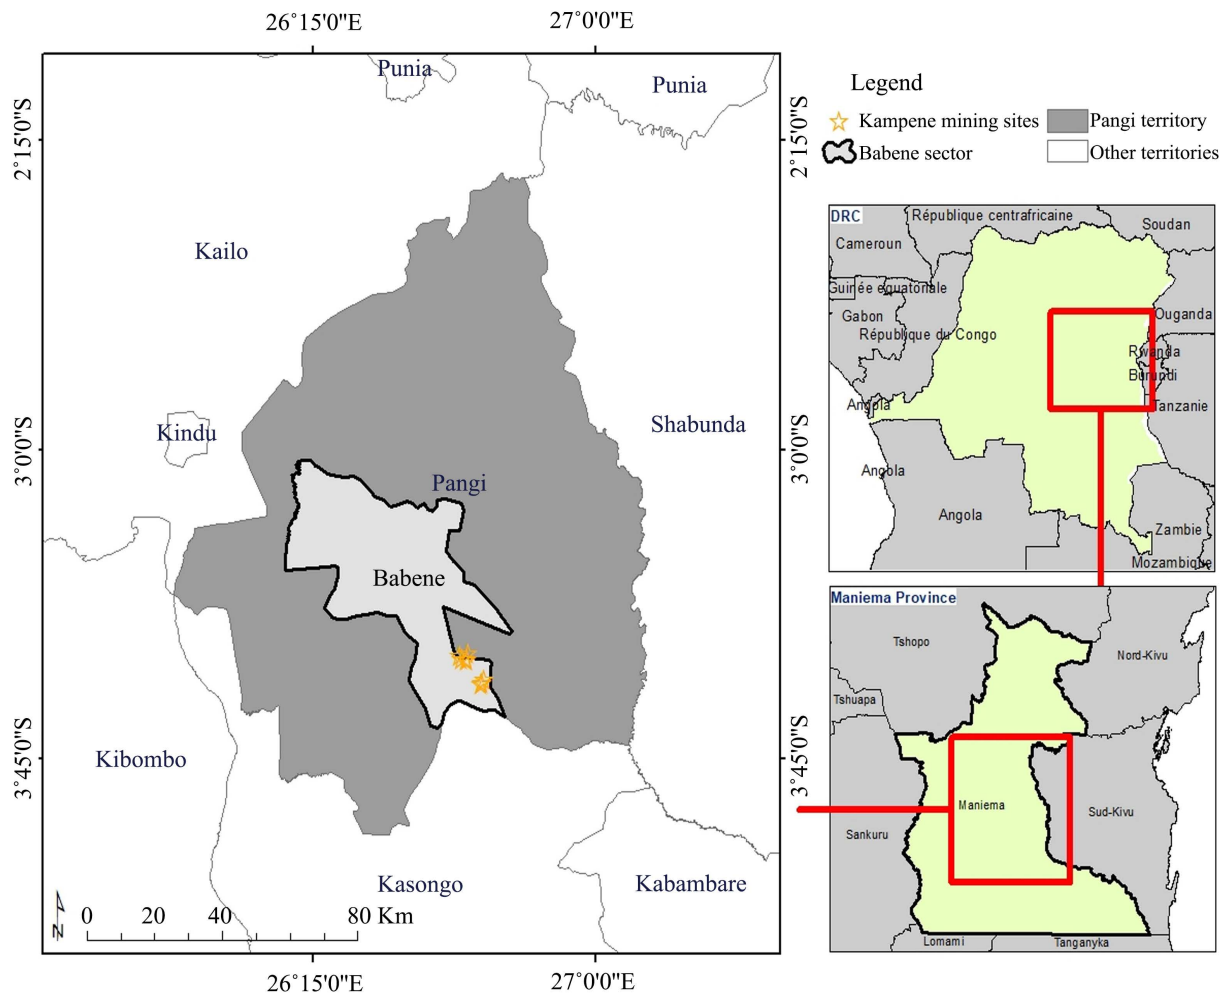 26°15'0"E
27°0'0"E
Punia
Punia
2°15'0"S
2°15'0"S
Kailo
Kindu
Shabunda
3°0'0"S
3°0'0"S
Pangi
Babene
Kibombo
3°45'0"S
3°45'0"S
Kasongo
Kabambare
N
0 20 40 80 Km
26°15'0"E
27°0'0"E
Legend
Kampene mining sites
Pangi territory
Babene sector
Other territories
DRC
République centrafricaine
Soudan
Cameroun
Guinée equatoriale
Gabon
Ouganda
République du Congo
Rwanda
Burundi
Angola
Tanzanie
Angola
Angola
Zambie
Mozambique
Maniema Province
Tshopo
Nord-Kivu
Tshuapa
Maniema
Sud-Kivu
Sankuru
Lomami
Tanganyka